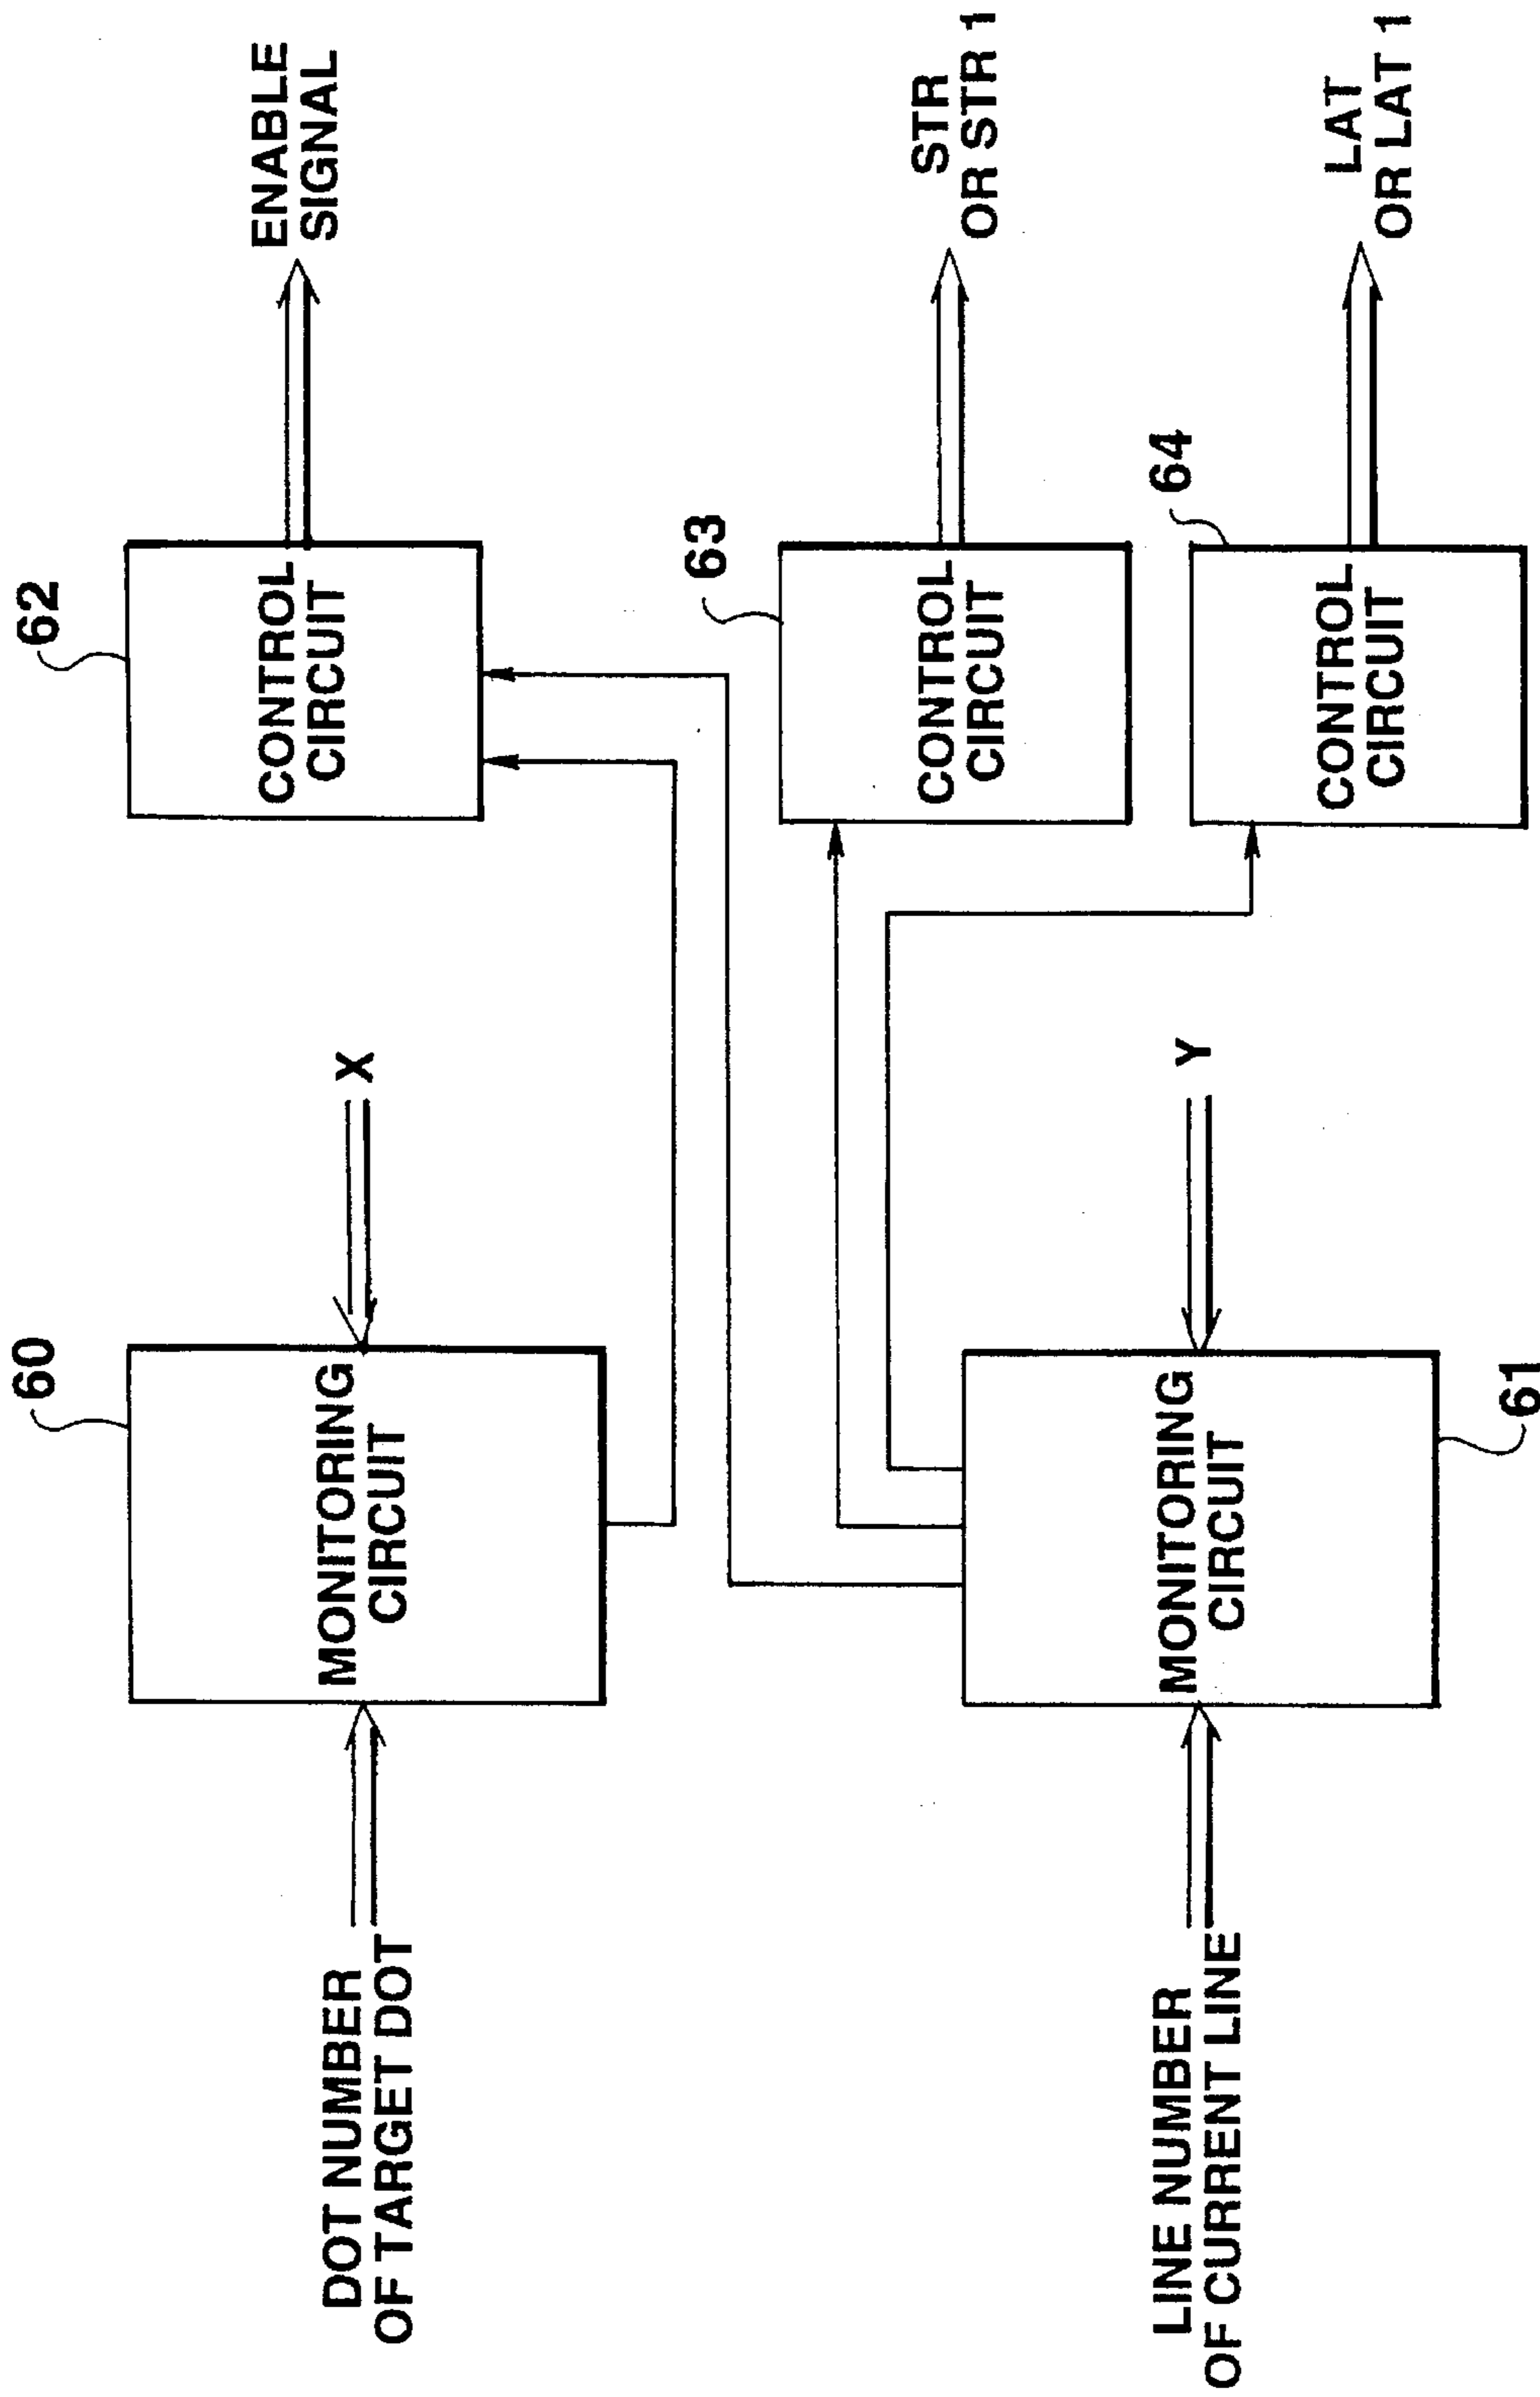 62
CONTROL
CIRCUIT
ENABLE
SIGNAL
60
MONITORING
CIRCUIT
X
DOT NUMBER
OF TARGET DOT
63
CONTROL
CIRCUIT
STR
OR STR 1
64
CONTROL
CIRCUIT
LAT
OR LAT 1
MONITORING
CIRCUIT
61
Y
LINE NUMBER
OF CURRENT LINE